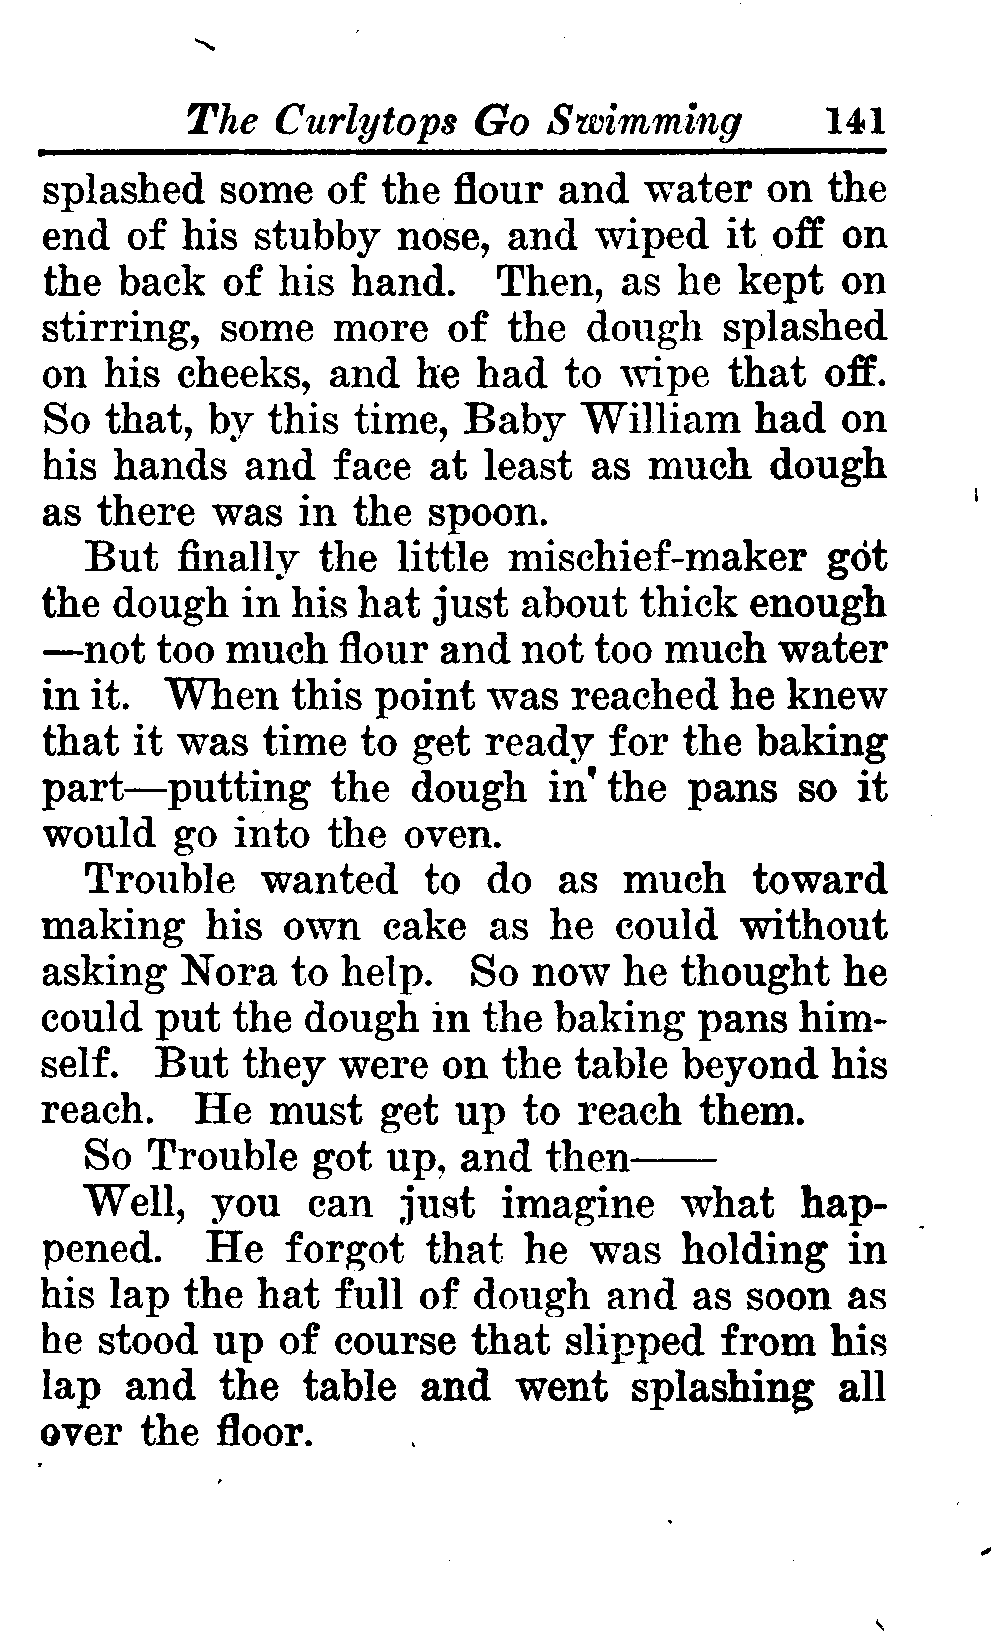 The Curlytops Go Swimming 141
splashed some of the flour and water on the
end of his stubby nose, and wiped it off on
the back of his hand. Then, as he kept on
stirring, some more of the dough splashed
on his cheeks, and he had to wipe that off.
So that, by this time, Baby William had on
his hands and face at least as much dough
as there was in the spoon.
But finally the little mischief-maker got
the dough in his hat just about thick enough
—not too much flour and not too much water
in it. When this point was reached he knew
that it was time to get ready for the baking
part—putting the dough in the pans so it
would go into the oven.
Trouble wanted to do as much toward
making his own cake as he could without
asking Nora to help. So now he thought he
could put the dough in the baking pans him-
self. But they were on the table beyond his
reach. He must get up to reach them.
So Trouble got up, and then——
Well, you can just imagine what hap-
pened. He forgot that he was holding in
his lap the hat full of dough and as soon as
he stood up of course that slipped from his
lap and the table and went splashing all
over the floor.